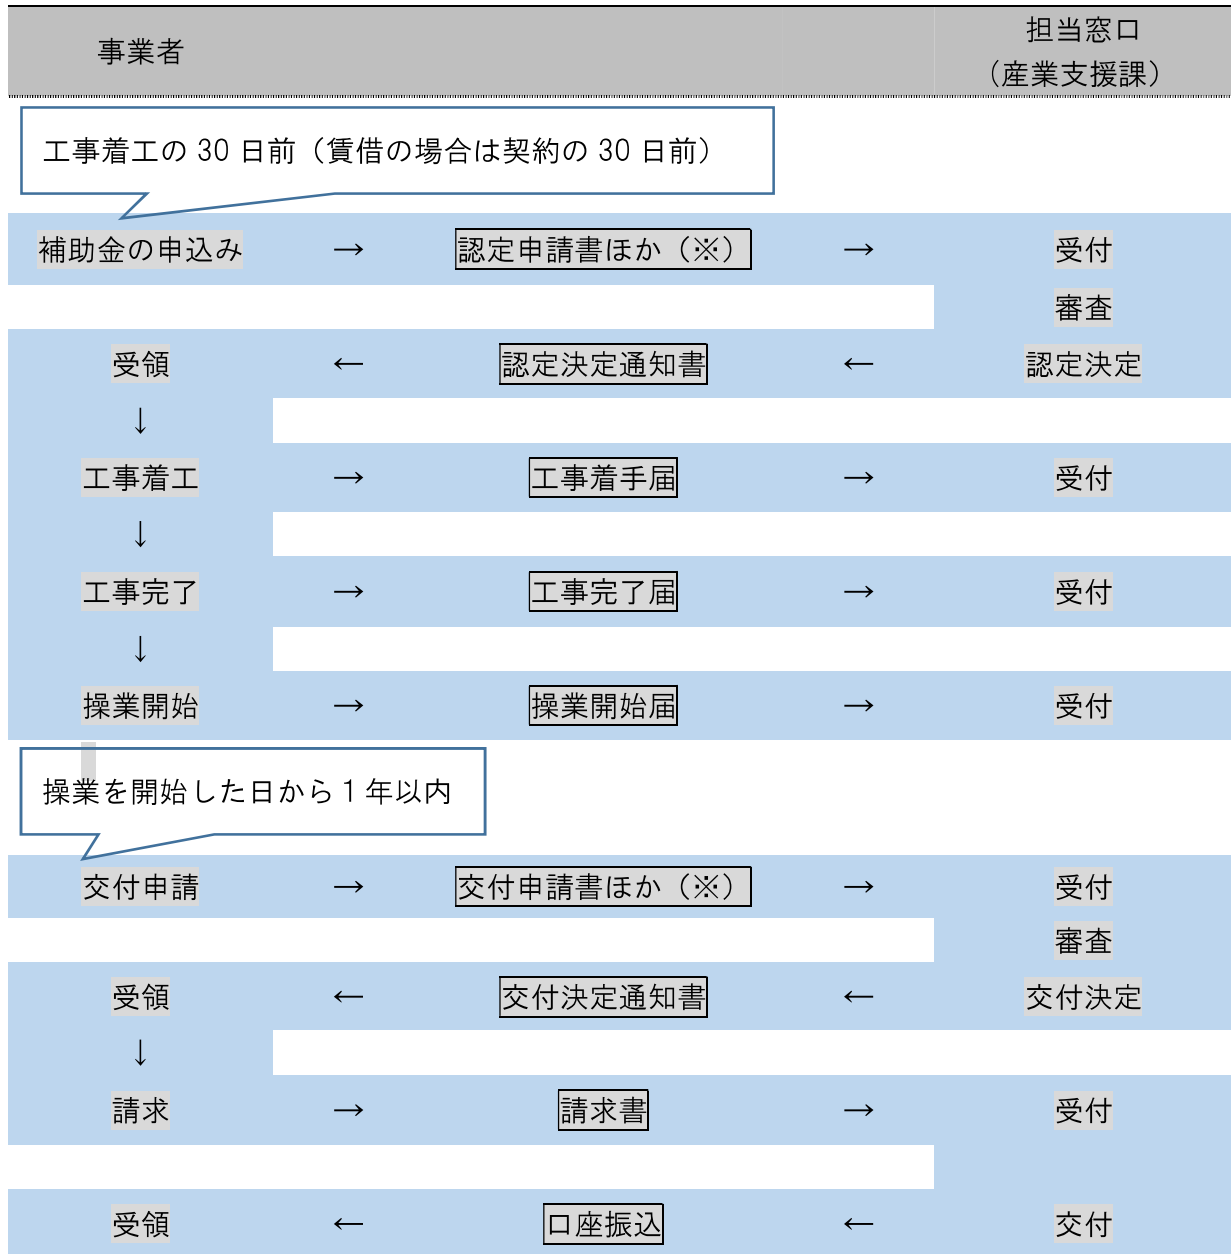 事業者
担当窓口
（産業支援課）
工事着工の 30 日前（賃借の場合は契約の 30 日前）
補助金の申込み → 認定申請書ほか（※） → 受付
審査
受領 ← 認定決定通知書 ← 認定決定
↓
工事着工 → 工事着手届 → 受付
↓
工事完了 → 工事完了届 → 受付
↓
操業開始 → 操業開始届 → 受付
操業を開始した日から１年以内
交付申請 → 交付申請書ほか（※） → 受付
審査
受領 ← 交付決定通知書 ← 交付決定
↓
請求 → 請求書 → 受付
受領 ← 口座振込 ← 交付